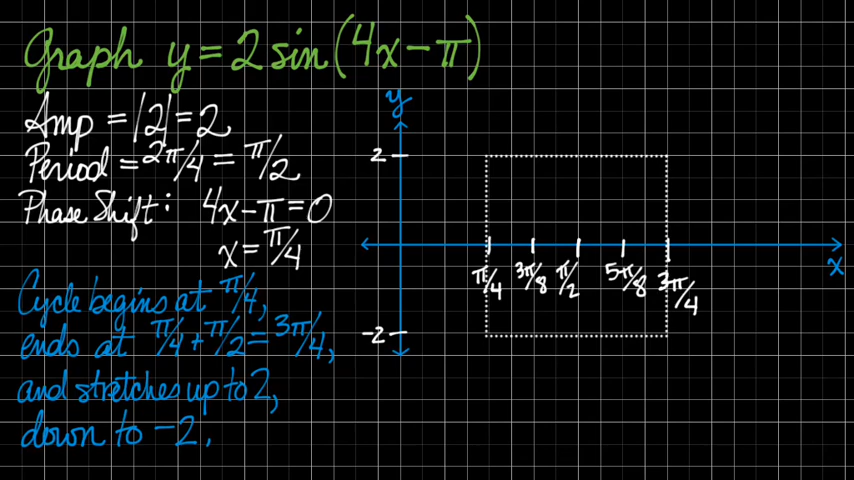 Graph y = 2 sin(4x - π)
Amp = |2| = 2
Period = 2π/4 = π/2
Phase Shift: 4x - π = 0
x = π/4
Cycle begins at π/4,
ends at π/4 + π/2 = 3π/4,
and stretches up to 2,
down to -2.
y
2
π/4 3π/8 π/2 5π/8 3π/4
x
-2